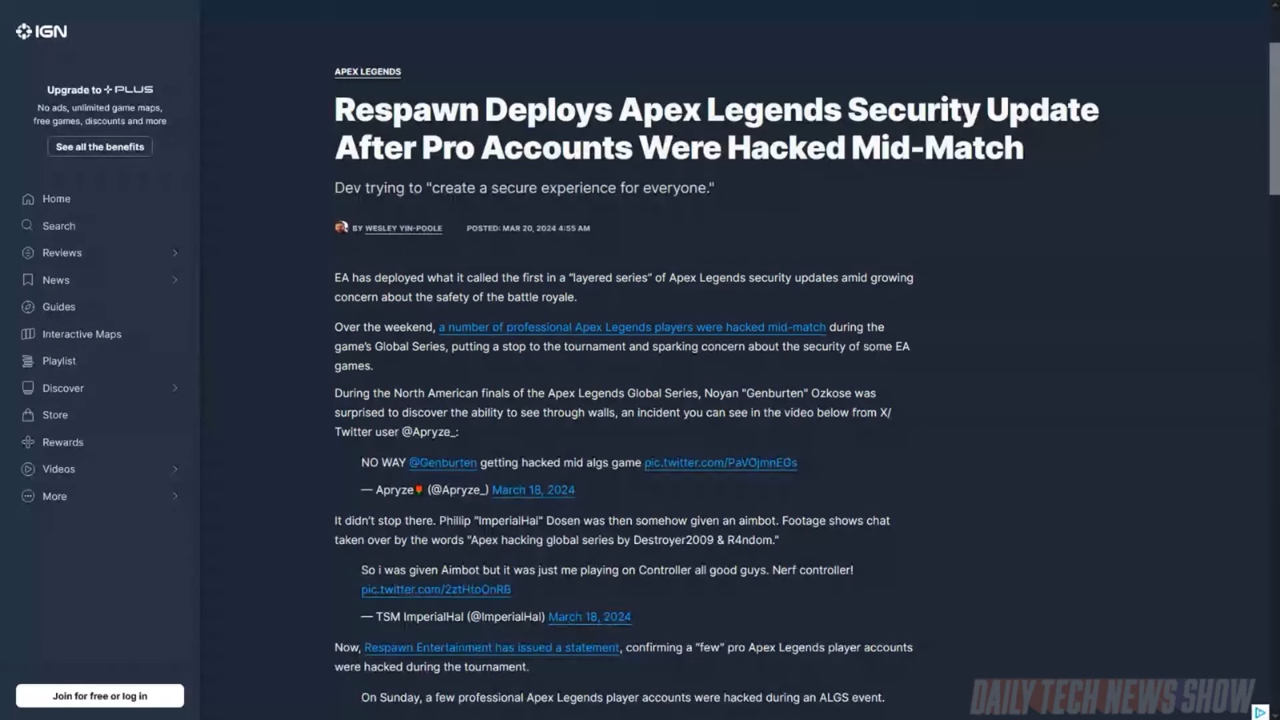 IGN
Upgrade to PLUS
No ads, unlimited game maps,
free games, discounts and more
See all the benefits
Home
Search
Reviews
News
Guides
Interactive Maps
Playlist
Discover
Store
Rewards
Videos
More
Join for free or log in
APEX LEGENDS
Respawn Deploys Apex Legends Security Update
After Pro Accounts Were Hacked Mid-Match
Dev trying to "create a secure experience for everyone."
BY WESLEY YIN-POOLE POSTED: MAR 20, 2024 4:55 AM
EA has deployed what it called the first in a “layered series” of Apex Legends security updates amid growing
concern about the safety of the battle royale.
Over the weekend, a number of professional Apex Legends players were hacked mid-match during the
game’s Global Series, putting a stop to the tournament and sparking concern about the security of some EA
games.
During the North American finals of the Apex Legends Global Series, Noyan "Genburten" Ozkose was
surprised to discover the ability to see through walls, an incident you can see in the video below from X/
Twitter user @Apryze_:
NO WAY @Genburten getting hacked mid algs game pic.twitter.com/PaVOjmnEGs
— Apryze🌹 (@Apryze_) March 18, 2024
It didn’t stop there. Phillip "ImperialHal" Dosen was then somehow given an aimbot. Footage shows chat
taken over by the words "Apex hacking global series by Destroyer2009 & R4ndom."
So i was given Aimbot but it was just me playing on Controller all good guys. Nerf controller!
pic.twitter.com/2ztHtoOnRB
— TSM ImperialHal (@ImperialHal) March 18, 2024
Now, Respawn Entertainment has issued a statement, confirming a “few” pro Apex Legends player accounts
were hacked during the tournament.
On Sunday, a few professional Apex Legends player accounts were hacked during an ALGS event.
DAILY TECH NEWS SHOW